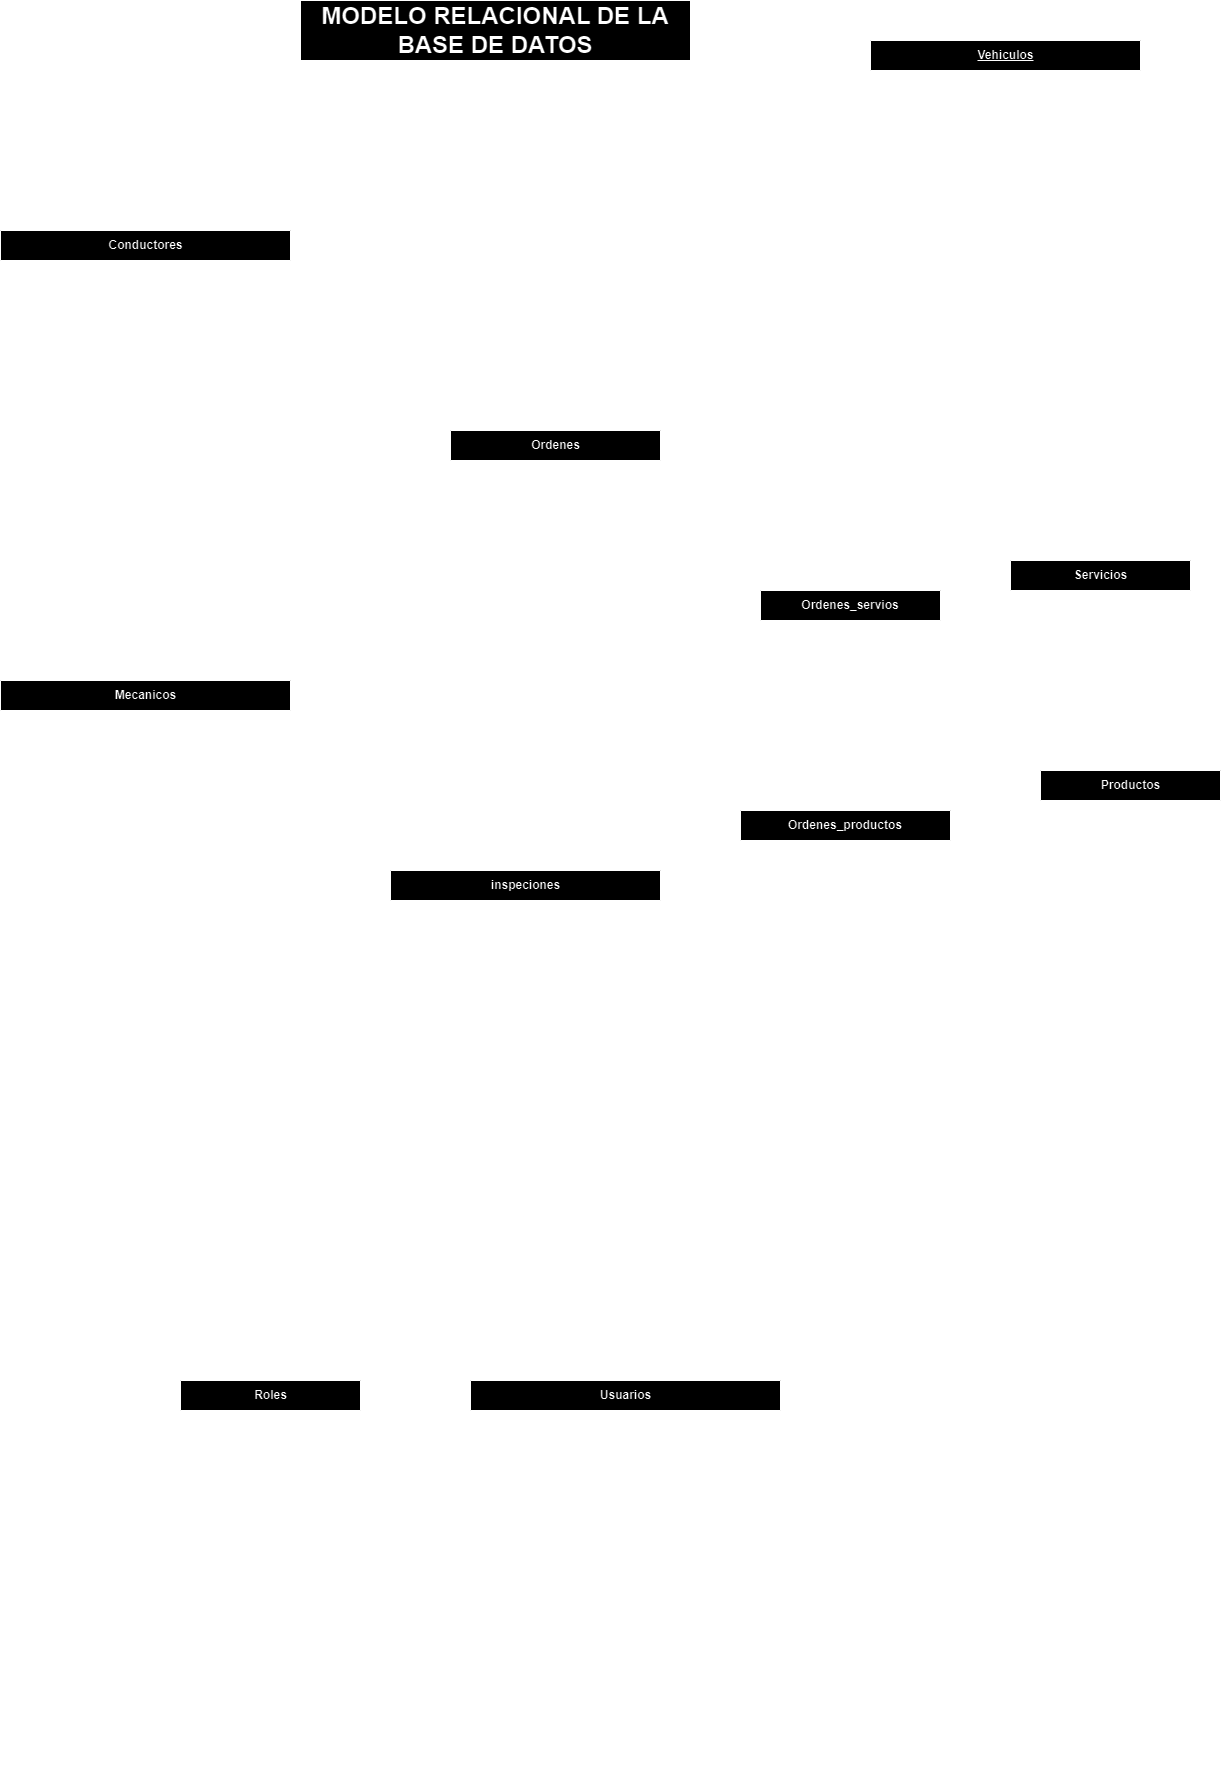 MODELO RELACIONAL DE LA
BASE DE DATOS
Vehiculos
Conductores
Ordenes
Servicios
Ordenes_servios
Mecanicos
Productos
Ordenes_productos
inspeciones
Roles
Usuarios